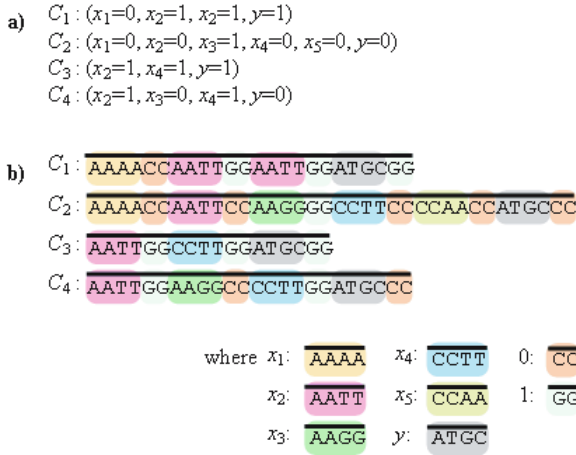 a)
C₁ : (x₁=0, x₂=1, x₂=1, y=1)
C₂ : (x₁=0, x₂=0, x₃=1, x₄=0, x₅=0, y=0)
C₃ : (x₂=1, x₄=1, y=1)
C₄ : (x₂=1, x₃=0, x₄=1, y=0)
b)
C₁ : AAAACCAATTGGAATTGGATGCGG
C₂ : AAAACCAATTCCAAGGGGCCTTCCCCAACCATGCCC
C₃ : AATTGGCCTTGGATGCGG
C₄ : AATTGGAAGGCCCCTTGGATGCCC
where x₁: AAAA x₄: CCTT 0: CC
x₂: AATT x₅: CCAA 1: GG
x₃: AAGG y: ATGC